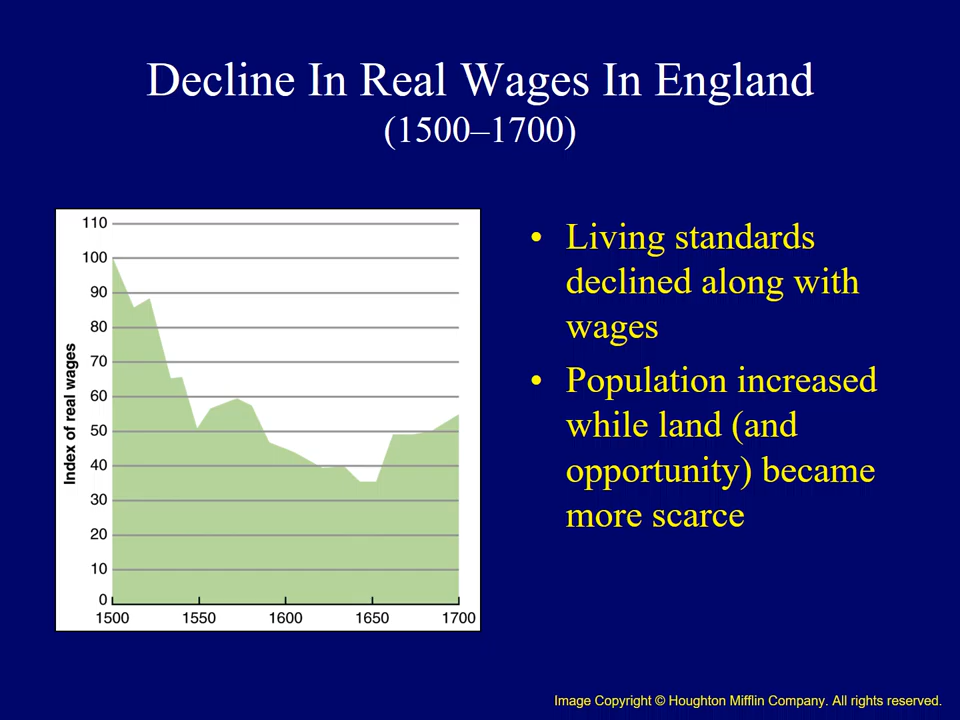 Decline In Real Wages In England
(1500–1700)
110
100
90
80
70
60
50
40
30
20
10
0
Index of real wages
1500 1550 1600 1650 1700
• Living standards
declined along with
wages
• Population increased
while land (and
opportunity) became
more scarce
Image Copyright © Houghton Mifflin Company. All rights reserved.